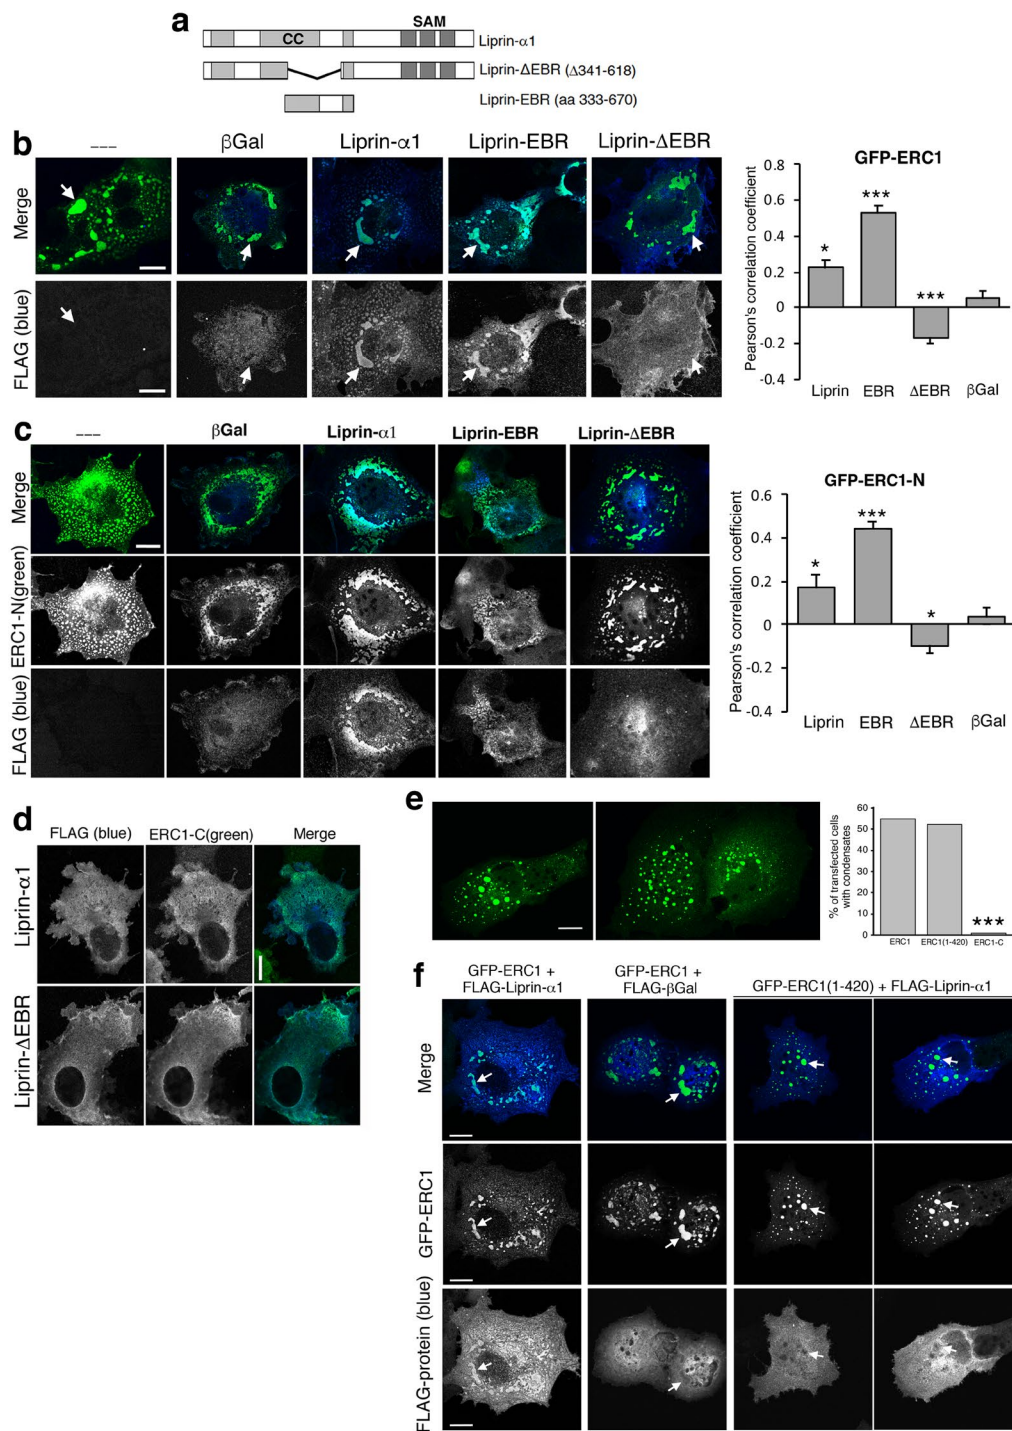 a
SAM
CC
Liprin-α1
Liprin-ΔEBR (Δ341-618)
Liprin-EBR (aa 333-670)
b
---
βGal
Liprin-α1
Liprin-EBR
Liprin-ΔEBR
Merge
FLAG (blue)
GFP-ERC1
Pearson's correlation coefficient
0.8
0.6
0.4
0.2
0
-0.2
-0.4
*
***
***
Liprin
EBR
ΔEBR
βGal
c
---
βGal
Liprin-α1
Liprin-EBR
Liprin-ΔEBR
Merge
ERC1-N(green)
FLAG (blue)
GFP-ERC1-N
Pearson's correlation coefficient
0.6
0.4
0.2
0
-0.2
-0.4
*
***
*
Liprin
EBR
ΔEBR
βGal
d
FLAG (blue)
ERC1-C(green)
Merge
Liprin-α1
Liprin-ΔEBR
e
% of transfected cells
with condensates
60
50
40
30
20
10
0
***
ERC1
ERC1(1-420)
ERC1-C
f
GFP-ERC1 +
FLAG-Liprin-α1
GFP-ERC1 +
FLAG-βGal
GFP-ERC1(1-420) + FLAG-Liprin-α1
Merge
GFP-ERC1
FLAG-protein (blue)